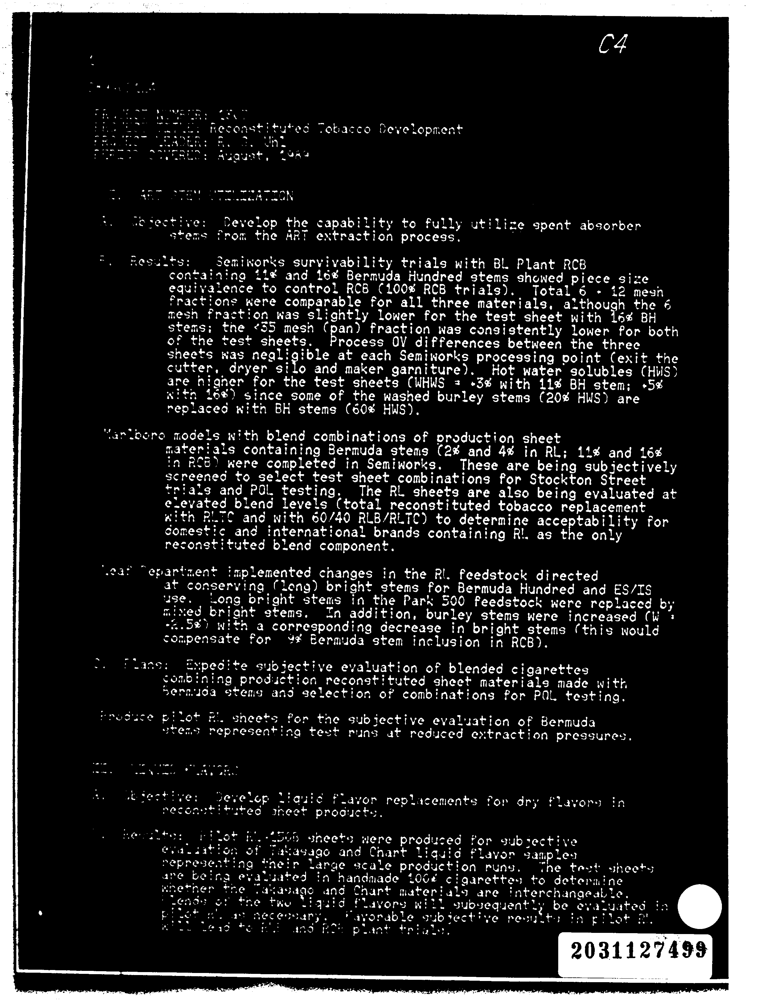 C4
Reconstituted Tobacco Development
August, 1989
ART STEM UTILIZATION
Objective: Develop the capability to fully utilize spent absorber
stems from the ART extraction process.
Results: Semiworks survivability trials with BL Plant RCB
containing 11% and 16% Bermuda Hundred stems showed piece size
equivalence to control RCB (100% RCB trials). Total 6 - 12 mesh
fractions were comparable for all three materials, although the 6
mesh fraction was slightly lower for the test sheet with 16% BH
stems; the <35 mesh (pan) fraction was consistently lower for both
of the test sheets. Process OV differences between the three
sheets was negligible at each Semiworks processing point (exit the
cutter, dryer silo and maker garniture). Hot water solubles (HWS)
are higher for the test sheets (WHWS = +3% with 11% BH stem; +5%
with 16%) since some of the washed burley stems (20% HWS) are
replaced with BH stems (60% HWS).
Marlboro models with blend combinations of production sheet
materials containing Bermuda stems (2% and 4% in RL; 11% and 16%
in RCB) were completed in Semiworks. These are being subjectively
screened to select test sheet combinations for Stockton Street
trials and POL testing. The RL sheets are also being evaluated at
elevated blend levels (total reconstituted tobacco replacement
with RLTC and with 60/40 RLB/RLTC) to determine acceptability for
domestic and international brands containing RL as the only
reconstituted blend component.
Leaf Department implemented changes in the RL feedstock directed
at conserving (long) bright stems for Bermuda Hundred and ES/IS
use. Long bright stems in the Park 500 feedstock were replaced by
mixed bright stems. In addition, burley stems were increased (W =
with a corresponding decrease in bright stems (this would
compensate for 9% Bermuda stem inclusion in RCB).
Plans: Expedite subjective evaluation of blended cigarettes
combining production reconstituted sheet materials made with
Bermuda stems and selection of combinations for POL testing.
Produce pilot RL sheets for the subjective evaluation of Bermuda
stems representing test runs at reduced extraction pressures.
Objective: Develop liquid flavor replacements for dry flavors in
reconstituted sheet products.
Results: Pilot sheets were produced for subjective
evaluation of Takasago and Chart liquid flavor samples
representing their large scale production runs. The test sheets
are being evaluated in handmade 100% cigarettes to determine
whether the Takasago and Chart materials are interchangeable.
Blends of the two liquid flavors will subsequently be evaluated in
pilot RL as necessary. Favorable subjective results in pilot RL
will lead to and RCB plant trials.
2031127499